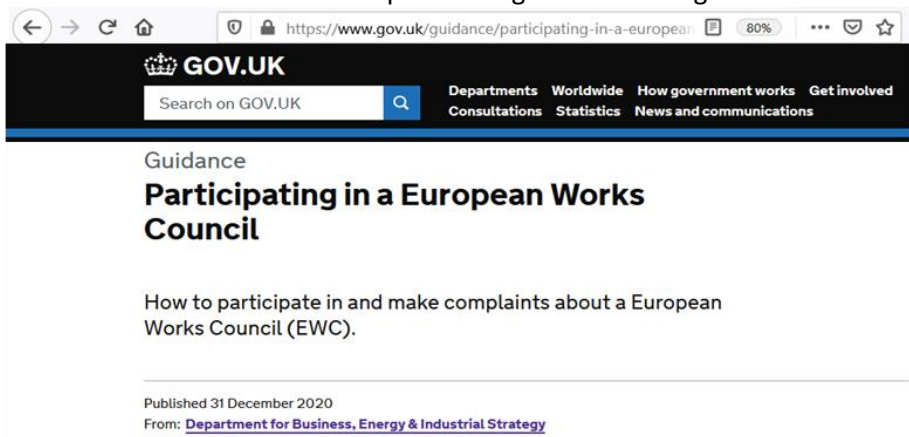 https://www.gov.uk/guidance/participating-in-a-european
80%
GOV.UK
Search on GOV.UK
Departments Worldwide How government works Get involved
Consultations Statistics News and communications
Guidance
Participating in a European Works
Council
How to participate in and make complaints about a European
Works Council (EWC).
Published 31 December 2020
From: Department for Business, Energy & Industrial Strategy